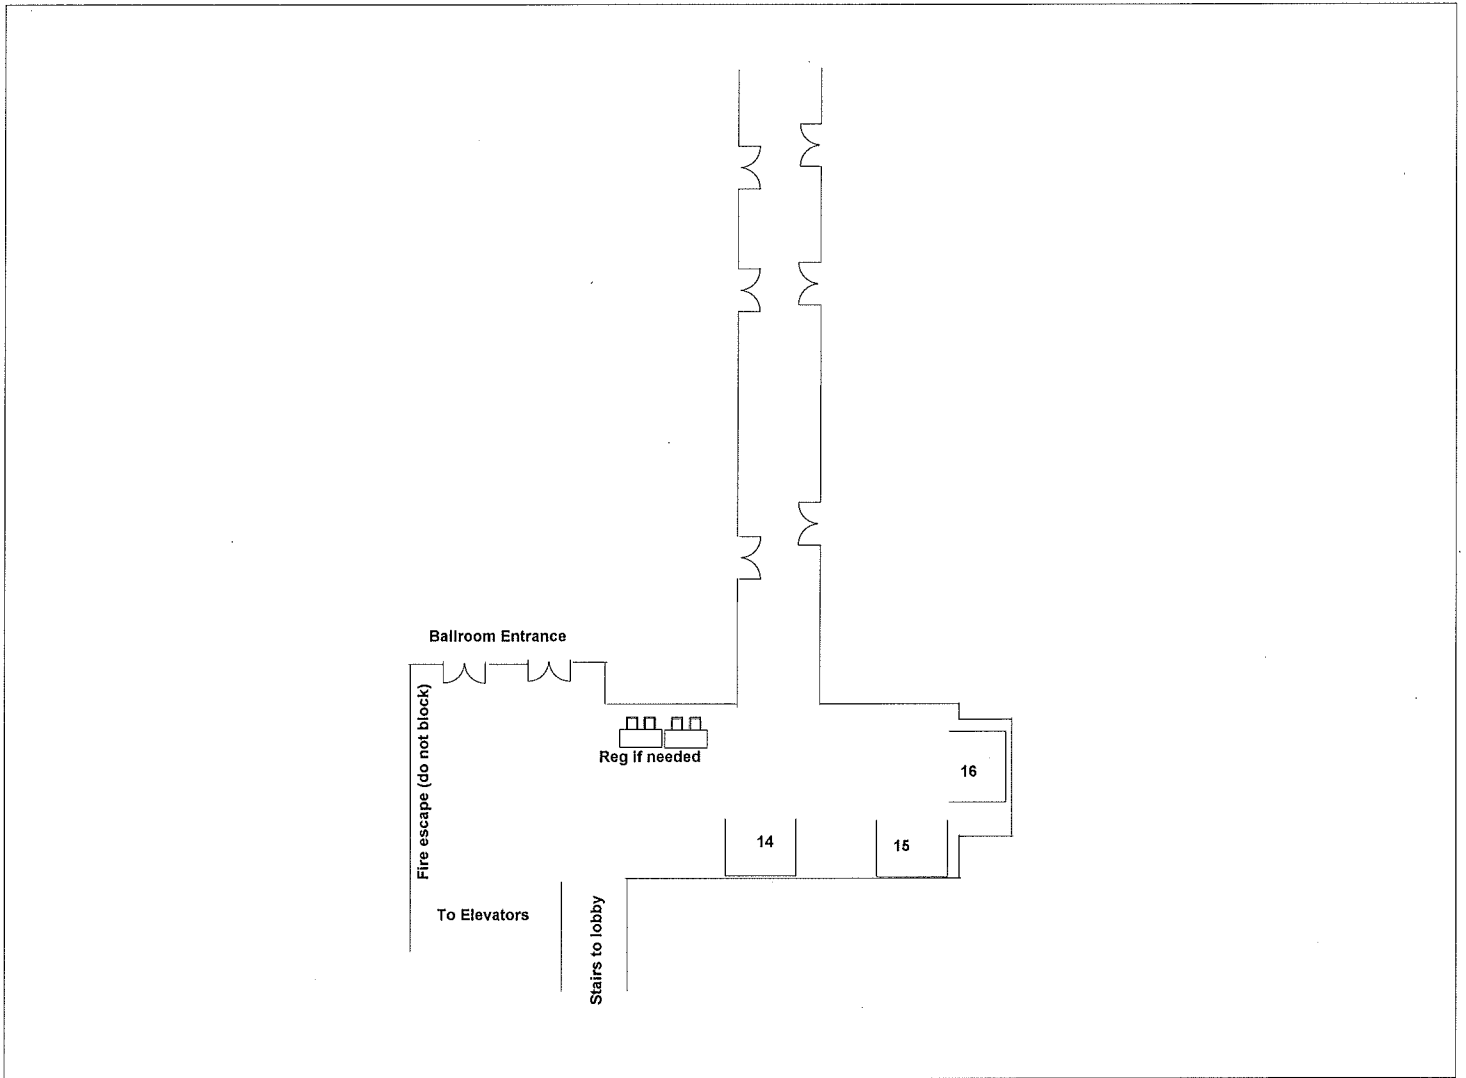 Ballroom Entrance
Fire escape (do not block)
Reg if needed
16
14
15
To Elevators
Stairs to lobby